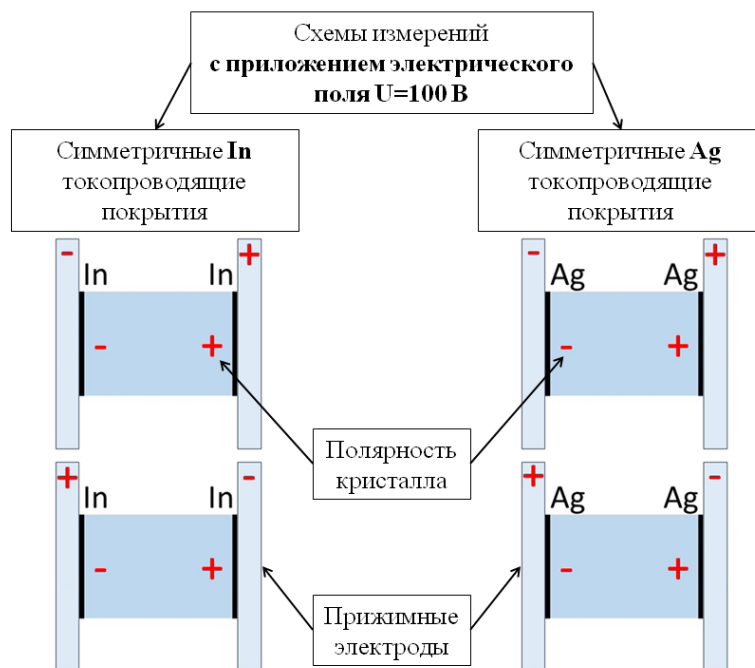 Схемы измерений
с приложением электрического
поля U=100 В
Симметричные In
токопроводящие
покрытия
Симметричные Ag
токопроводящие
покрытия
- +
In In
- +
- +
Ag Ag
- +
Полярность
кристалла
+ -
In In
- +
+ -
Ag Ag
- +
Прижимные
электроды